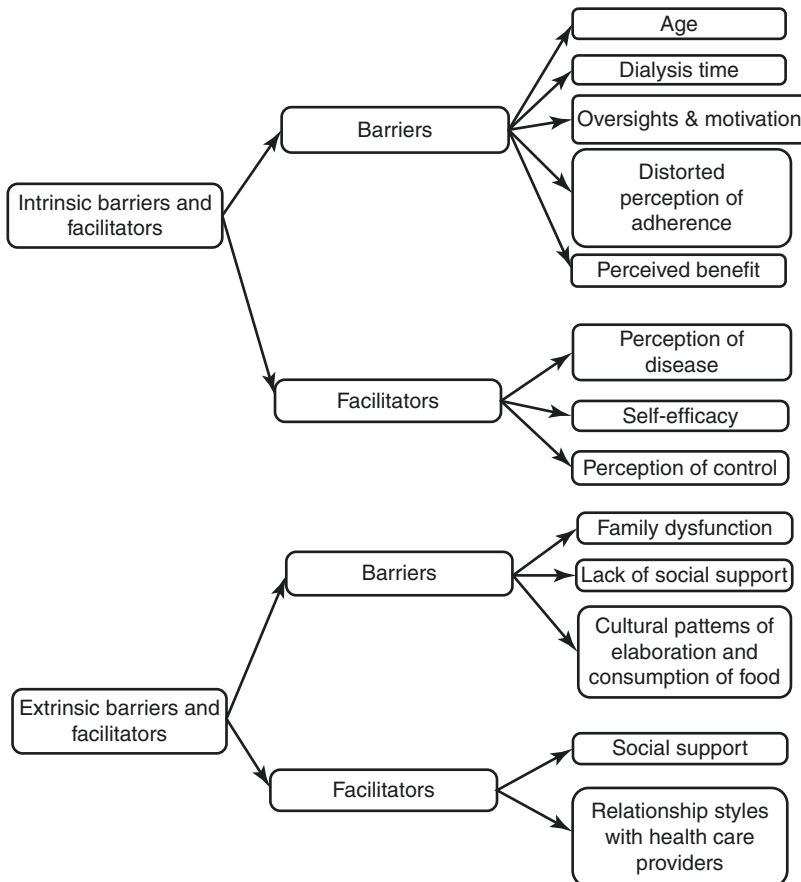 Intrinsic barriers and
facilitators
Barriers
Age
Dialysis time
Oversights & motivation
Distorted
perception of
adherence
Perceived benefit
Facilitators
Perception of
disease
Self-efficacy
Perception of control
Extrinsic barriers and
facilitators
Barriers
Family dysfunction
Lack of social support
Cultural pattems of
elaboration and
consumption of food
Facilitators
Social support
Relationship styles
with health care
providers